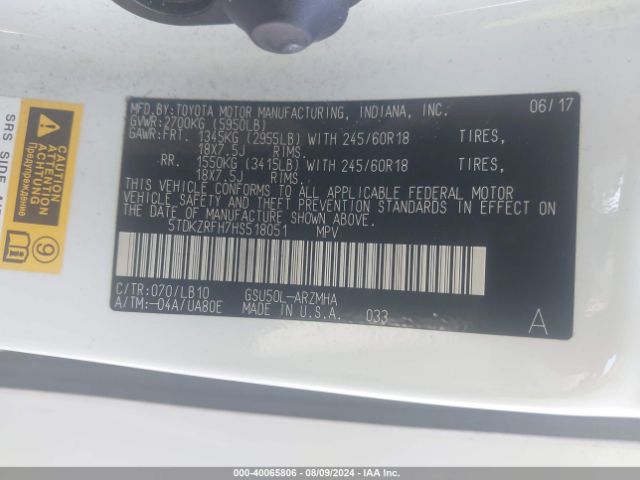 MFD.BY: TOYOTA MOTOR MANUFACTURING, INDIANA, INC. 06/17
GVWR: 2700KG (5950LB)
GAWR: FRT. 1345KG (2955LB) WITH 245/60R18 TIRES,
18X7.5J RIMS.
RR. 1550KG (3415LB) WITH 245/60R18 TIRES,
18X7.5J RIMS.
THIS VEHICLE CONFORMS TO ALL APPLICABLE FEDERAL MOTOR
VEHICLE SAFETY AND THEFT PREVENTION STANDARDS IN EFFECT ON
THE DATE OF MANUFACTURE SHOWN ABOVE.
5TDKZRFH7HS518051 MPV
C/TR: 070/LB10 GSU50L-ARZMHA
A/TM: -04A/UA80E MADE IN U.S.A. 033 A
CAUTION
ATTENTION
ACHTUNG
Предупреждение
9
SRS SIDE
000 - 40065806 - 08/09/2024 - IAA Inc.